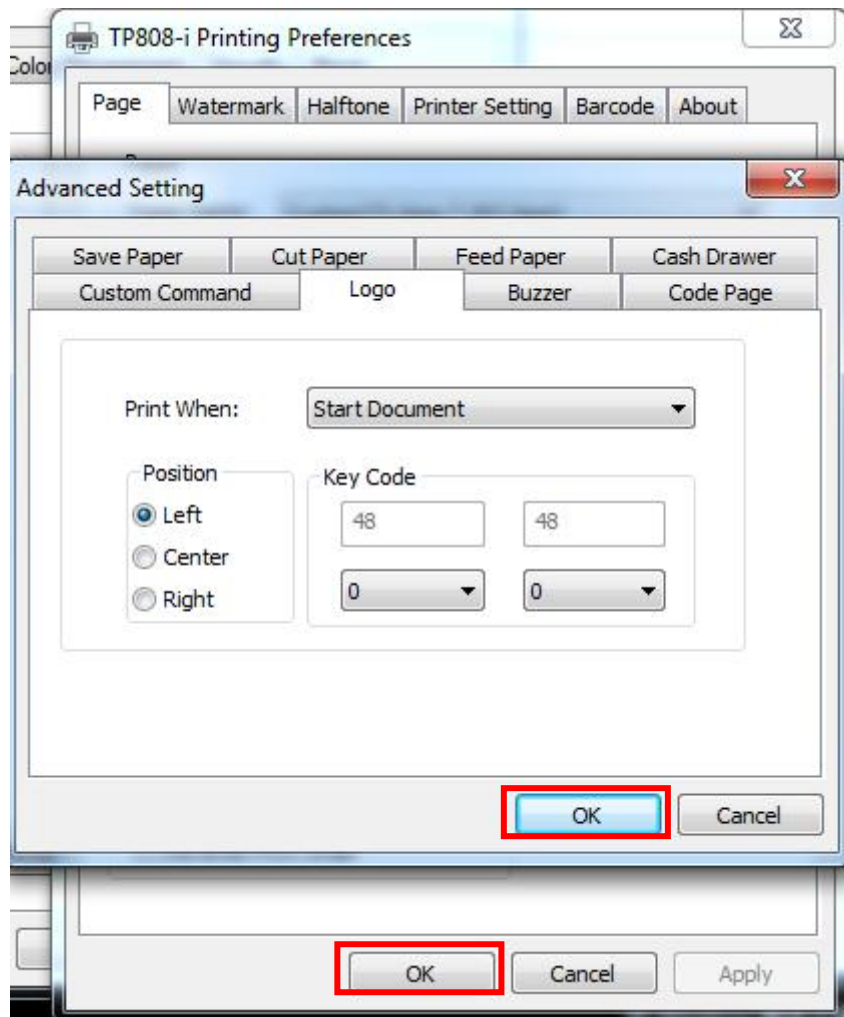 TP808-i Printing Preferences
Color
Page Watermark Halftone Printer Setting Barcode About
Advanced Setting
Save Paper Cut Paper Feed Paper Cash Drawer
Custom Command Logo Buzzer Code Page
Print When: Start Document
Position
Key Code
Left
48 48
Center
Right
0 0
OK Cancel
OK Cancel Apply